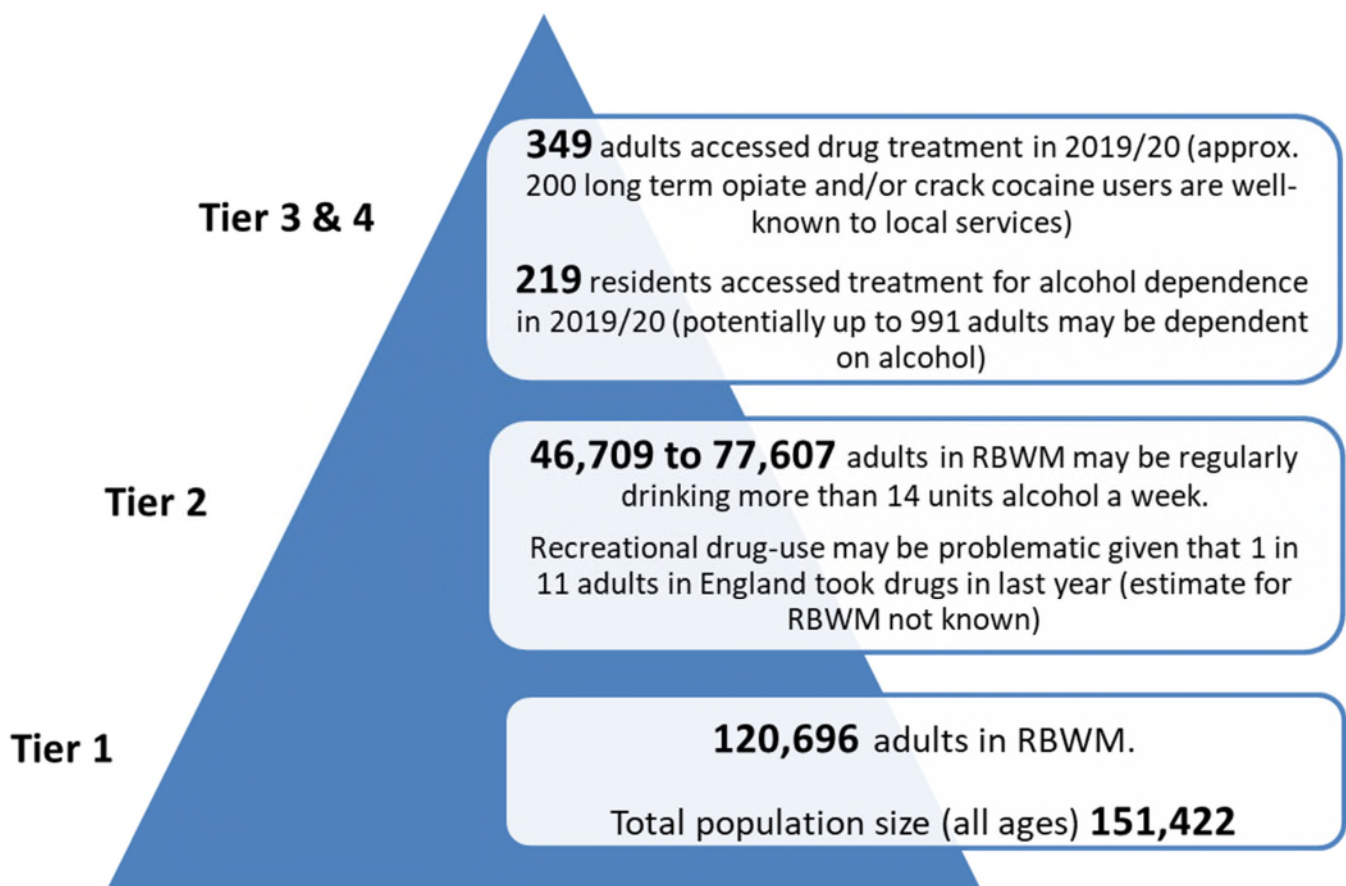 349 adults accessed drug treatment in 2019/20 (approx.
200 long term opiate and/or crack cocaine users are well-
known to local services)
Tier 3 & 4
219 residents accessed treatment for alcohol dependence
in 2019/20 (potentially up to 991 adults may be dependent
on alcohol)
46,709 to 77,607 adults in RBWM may be regularly
drinking more than 14 units alcohol a week.
Tier 2
Recreational drug-use may be problematic given that 1 in
11 adults in England took drugs in last year (estimate for
RBWM not known)
120,696 adults in RBWM.
Tier 1
Total population size (all ages) 151,422